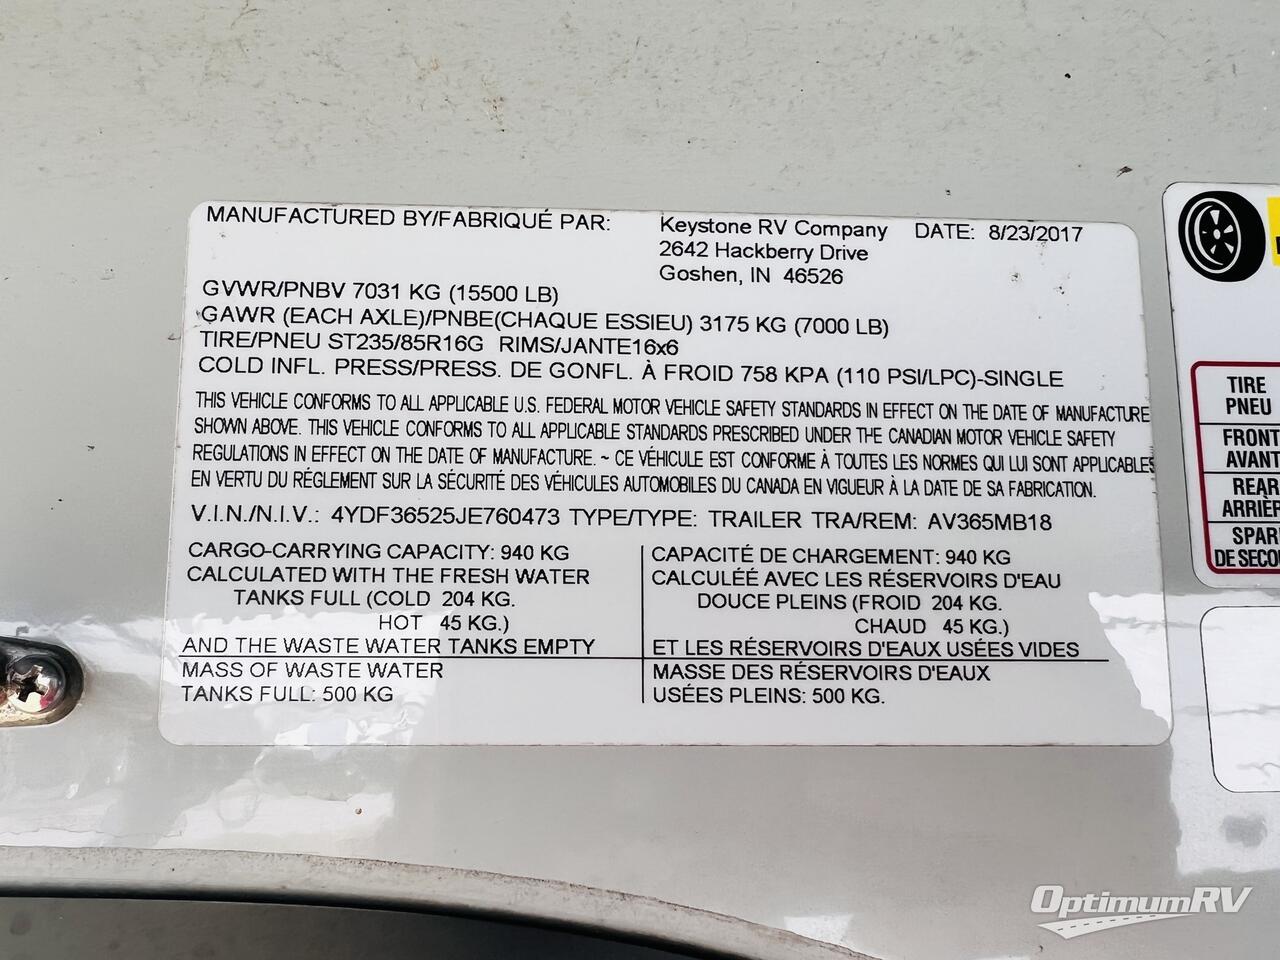 MANUFACTURED BY/FABRIQUÉ PAR: Keystone RV Company DATE: 8/23/2017
2642 Hackberry Drive
Goshen, IN 46526
GVWR/PNBV 7031 KG (15500 LB)
GAWR (EACH AXLE)/PNBE(CHAQUE ESSIEU) 3175 KG (7000 LB)
TIRE/PNEU ST235/85R16G RIMS/JANTE16x6
COLD INFL. PRESS/PRESS. DE GONFL. À FROID 758 KPA (110 PSI/LPC)-SINGLE
THIS VEHICLE CONFORMS TO ALL APPLICABLE U.S. FEDERAL MOTOR VEHICLE SAFETY STANDARDS IN EFFECT ON THE DATE OF MANUFACTURE
SHOWN ABOVE. THIS VEHICLE CONFORMS TO ALL APPLICABLE STANDARDS PRESCRIBED UNDER THE CANADIAN MOTOR VEHICLE SAFETY
REGULATIONS IN EFFECT ON THE DATE OF MANUFACTURE. ~ CE VÉHICULE EST CONFORME À TOUTES LES NORMES QUI LUI SONT APPLICABLES
EN VERTU DU RÉGLEMENT SUR LA SÉCURITÉ DES VÉHICULES AUTOMOBILES DU CANADA EN VIGUEUR À LA DATE DE SA FABRICATION.
V.I.N./N.I.V.: 4YDF36525JE760473 TYPE/TYPE: TRAILER TRA/REM: AV365MB18
CARGO-CARRYING CAPACITY: 940 KG
CALCULATED WITH THE FRESH WATER
TANKS FULL (COLD 204 KG.
HOT 45 KG.)
AND THE WASTE WATER TANKS EMPTY
MASS OF WASTE WATER
TANKS FULL: 500 KG
CAPACITÉ DE CHARGEMENT: 940 KG
CALCULÉE AVEC LES RÉSERVOIRS D'EAU
DOUCE PLEINS (FROID 204 KG.
CHAUD 45 KG.)
ET LES RÉSERVOIRS D'EAUX USÉES VIDES
MASSE DES RÉSERVOIRS D'EAUX
USÉES PLEINS: 500 KG.
TIRE
PNEU
FRONT
AVANT
REAR
ARRIÈR
SPAR
DE SECOU
OptimumRV